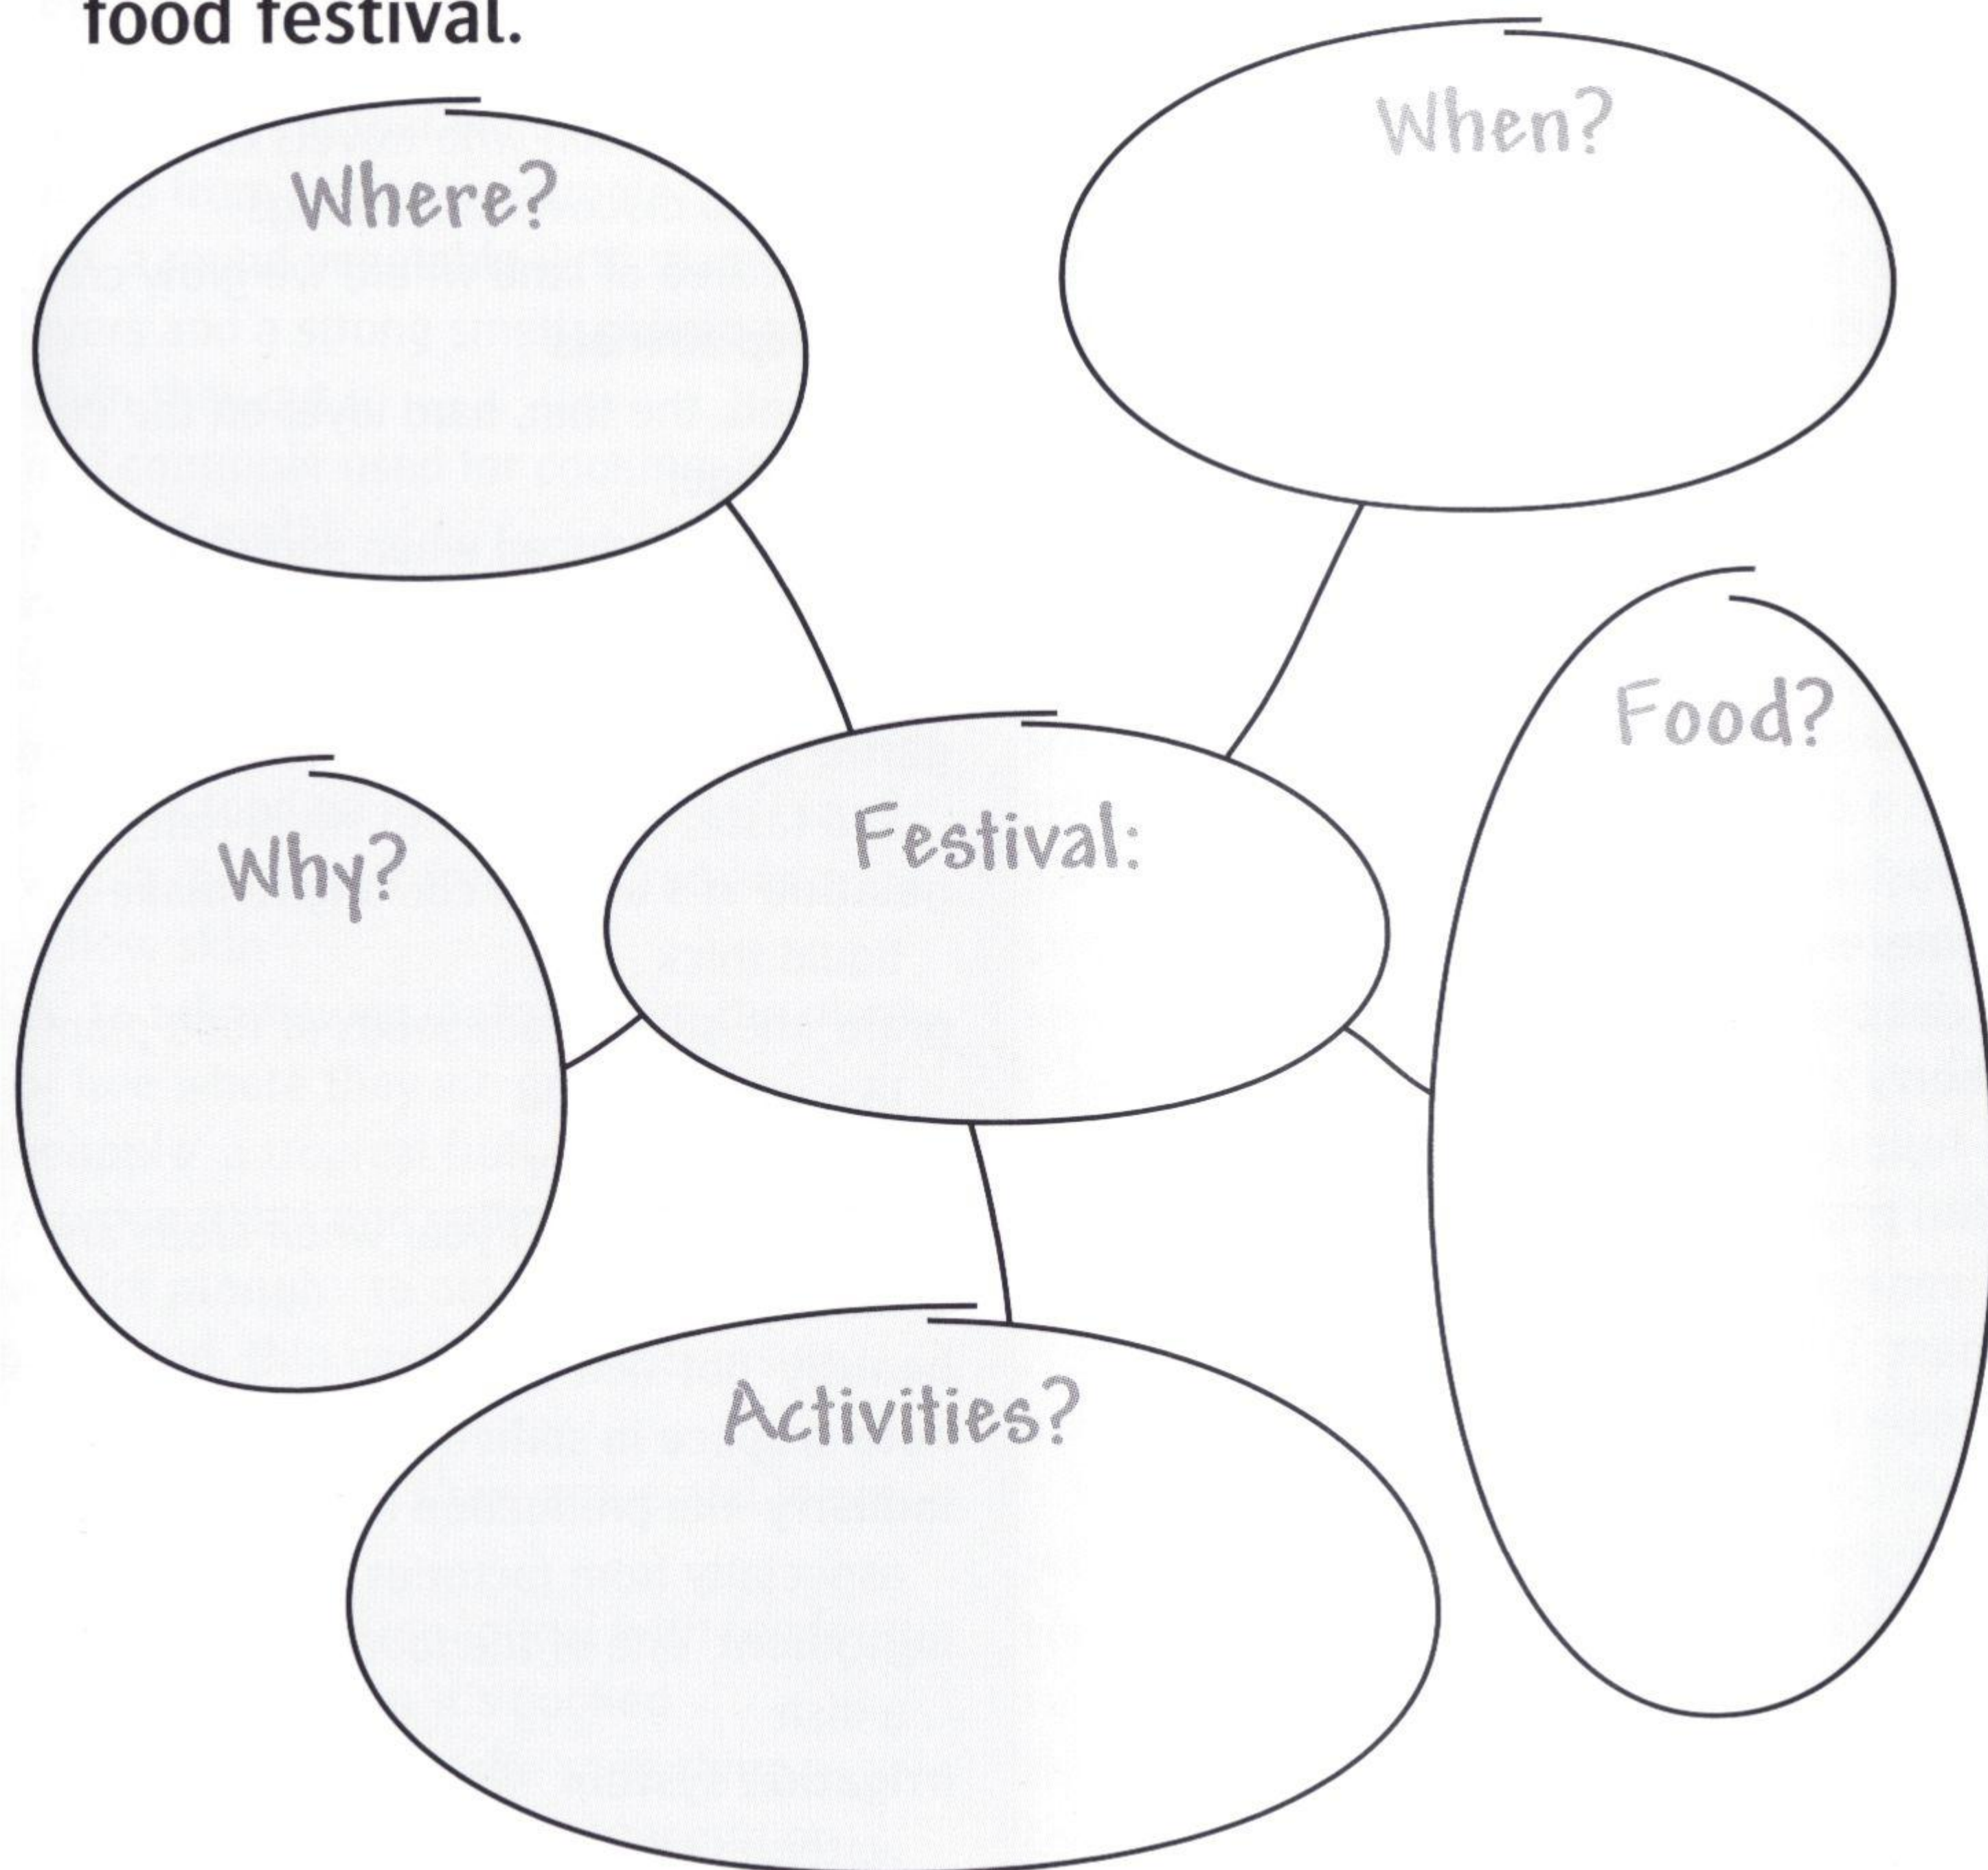 food festival.
Where?
When?
Food?
Why?
Festival:
Activities?